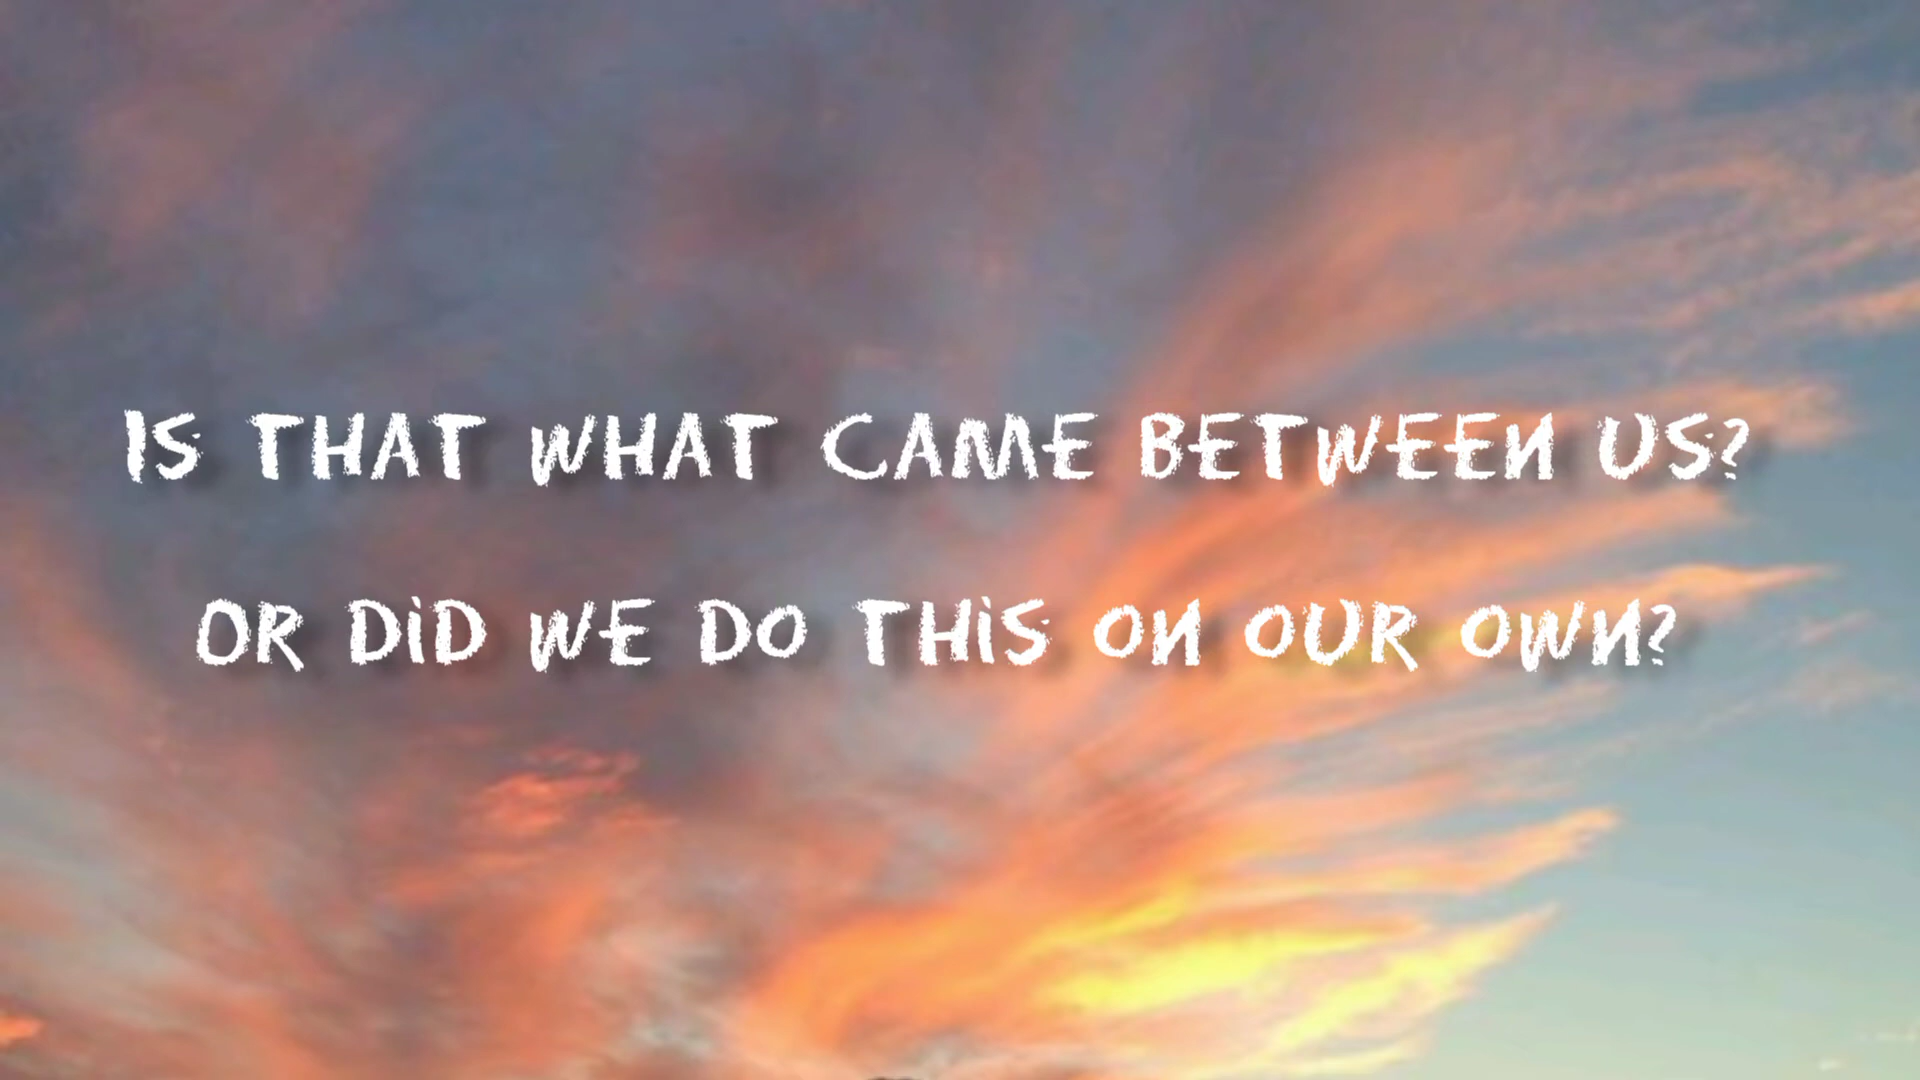 IS THAT WHAT CAME BETWEEN US?
OR DiD WE DO THiS ON OUR OWN?